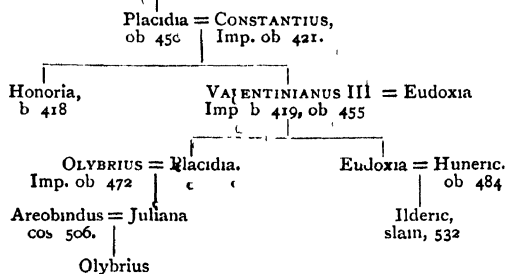 Placidia = CONSTANTIUS,
ob 450 Imp. ob 421.
Honoria, VALENTINIANUS III = Eudoxia
b 418 Imp b 419, ob 455
OLYBRIUS = Placidia. Eudoxia = Huneric.
Imp. ob 472 ob 484
Areobindus = Juliana Ilderic,
cos 506. slain, 532
Olybrius